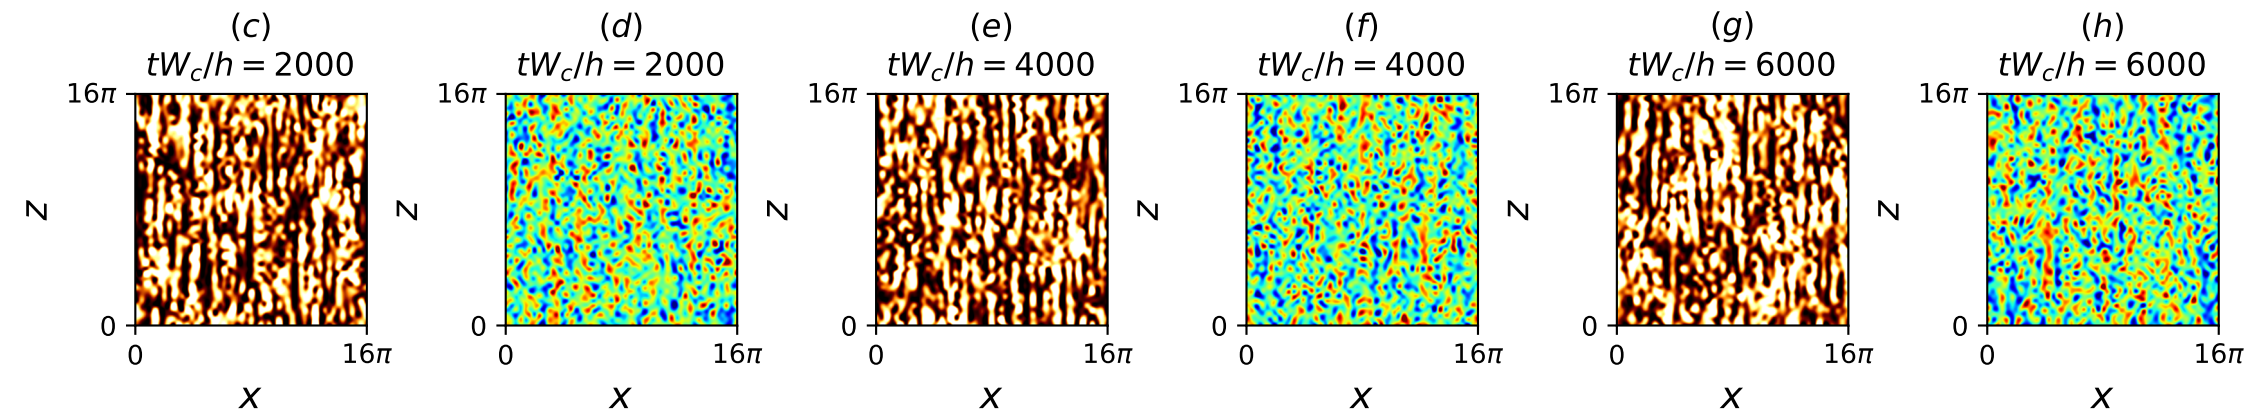 (c) (d) (e) (f) (g) (h)
tW_c/h = 2000 tW_c/h = 2000 tW_c/h = 4000 tW_c/h = 4000 tW_c/h = 6000 tW_c/h = 6000
16π 16π 16π 16π 16π 16π
z z z z z z
0 0 0 0 0 0
0 16π 0 16π 0 16π 0 16π 0 16π 0 16π
x x x x x x